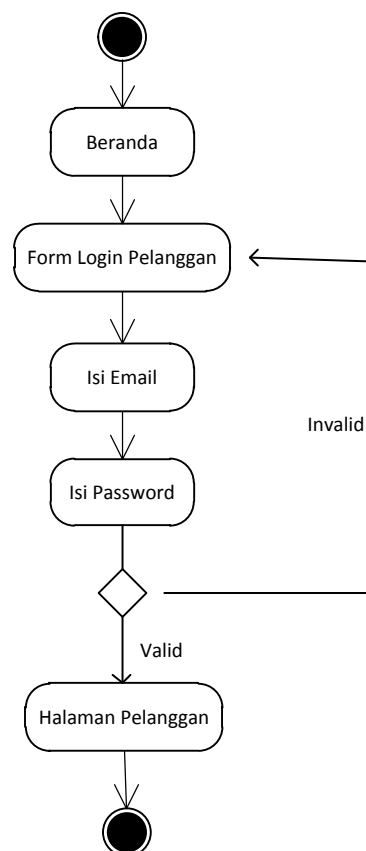 Beranda
Form Login Pelanggan
Isi Email
Invalid
Isi Password
Valid
Halaman Pelanggan